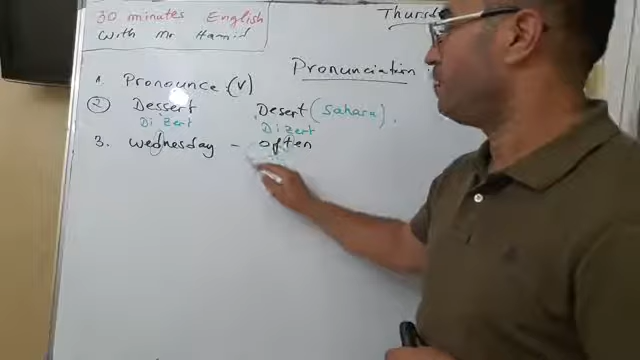 30 minutes English
with Mr Hamid
Thursd
Pronunciation
1. Pronounce (v)
2 Dessert Desert (Sahara).
Di'zert Dizert
3. wednesday - often